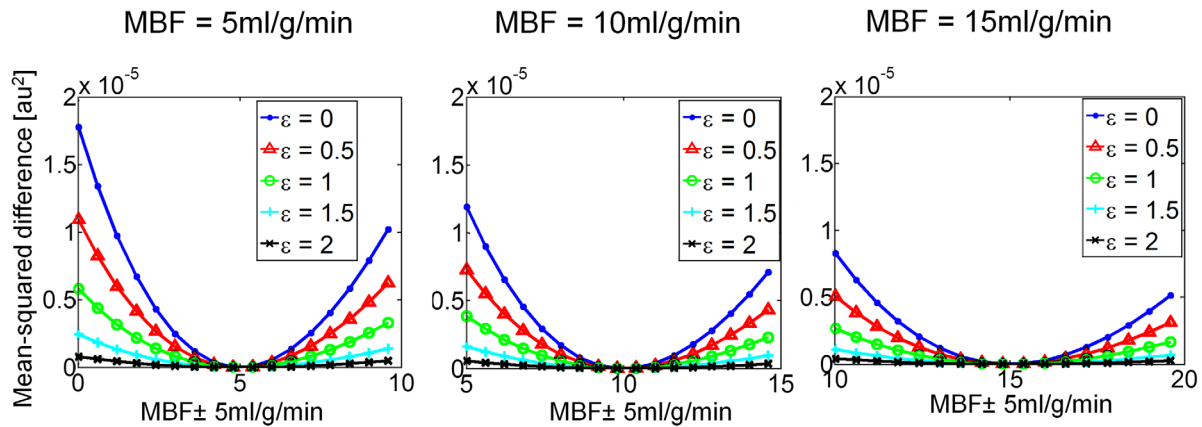 MBF = 5ml/g/min
MBF = 10ml/g/min
MBF = 15ml/g/min
Mean-squared difference [au²]
x 10⁻⁵
2
1.5
1
0.5
0
0
5
10
MBF± 5ml/g/min
ε = 0
ε = 0.5
ε = 1
ε = 1.5
ε = 2
x 10⁻⁵
2
1.5
1
0.5
0
5
10
15
MBF± 5ml/g/min
ε = 0
ε = 0.5
ε = 1
ε = 1.5
ε = 2
x 10⁻⁵
2
1.5
1
0.5
0
10
15
20
MBF± 5ml/g/min
ε = 0
ε = 0.5
ε = 1
ε = 1.5
ε = 2